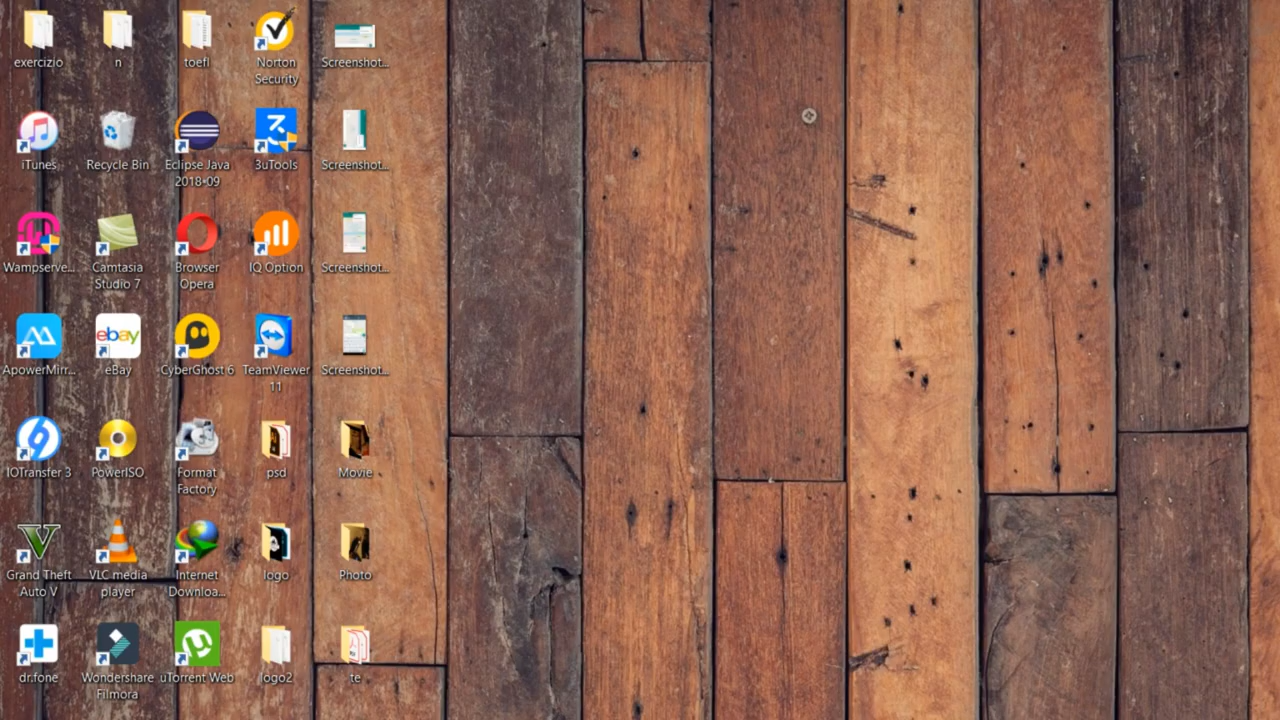 exercizio
n
toefl
Norton
Security
Screenshot...
iTunes
Recycle Bin
Eclipse Java
2018-09
3uTools
Screenshot...
Wampserve...
Camtasia
Studio 7
Browser
Opera
IQ Option
Screenshot...
ApowerMirr...
ebay
eBay
CyberGhost 6
TeamViewer
11
Screenshot...
IOTransfer 3
PowerISO
Format
Factory
psd
Movie
Grand Theft
Auto V
VLC media
player
Internet
Downloa...
logo
Photo
dr.fone
Wondershare
Filmora
uTorrent Web
logo2
te